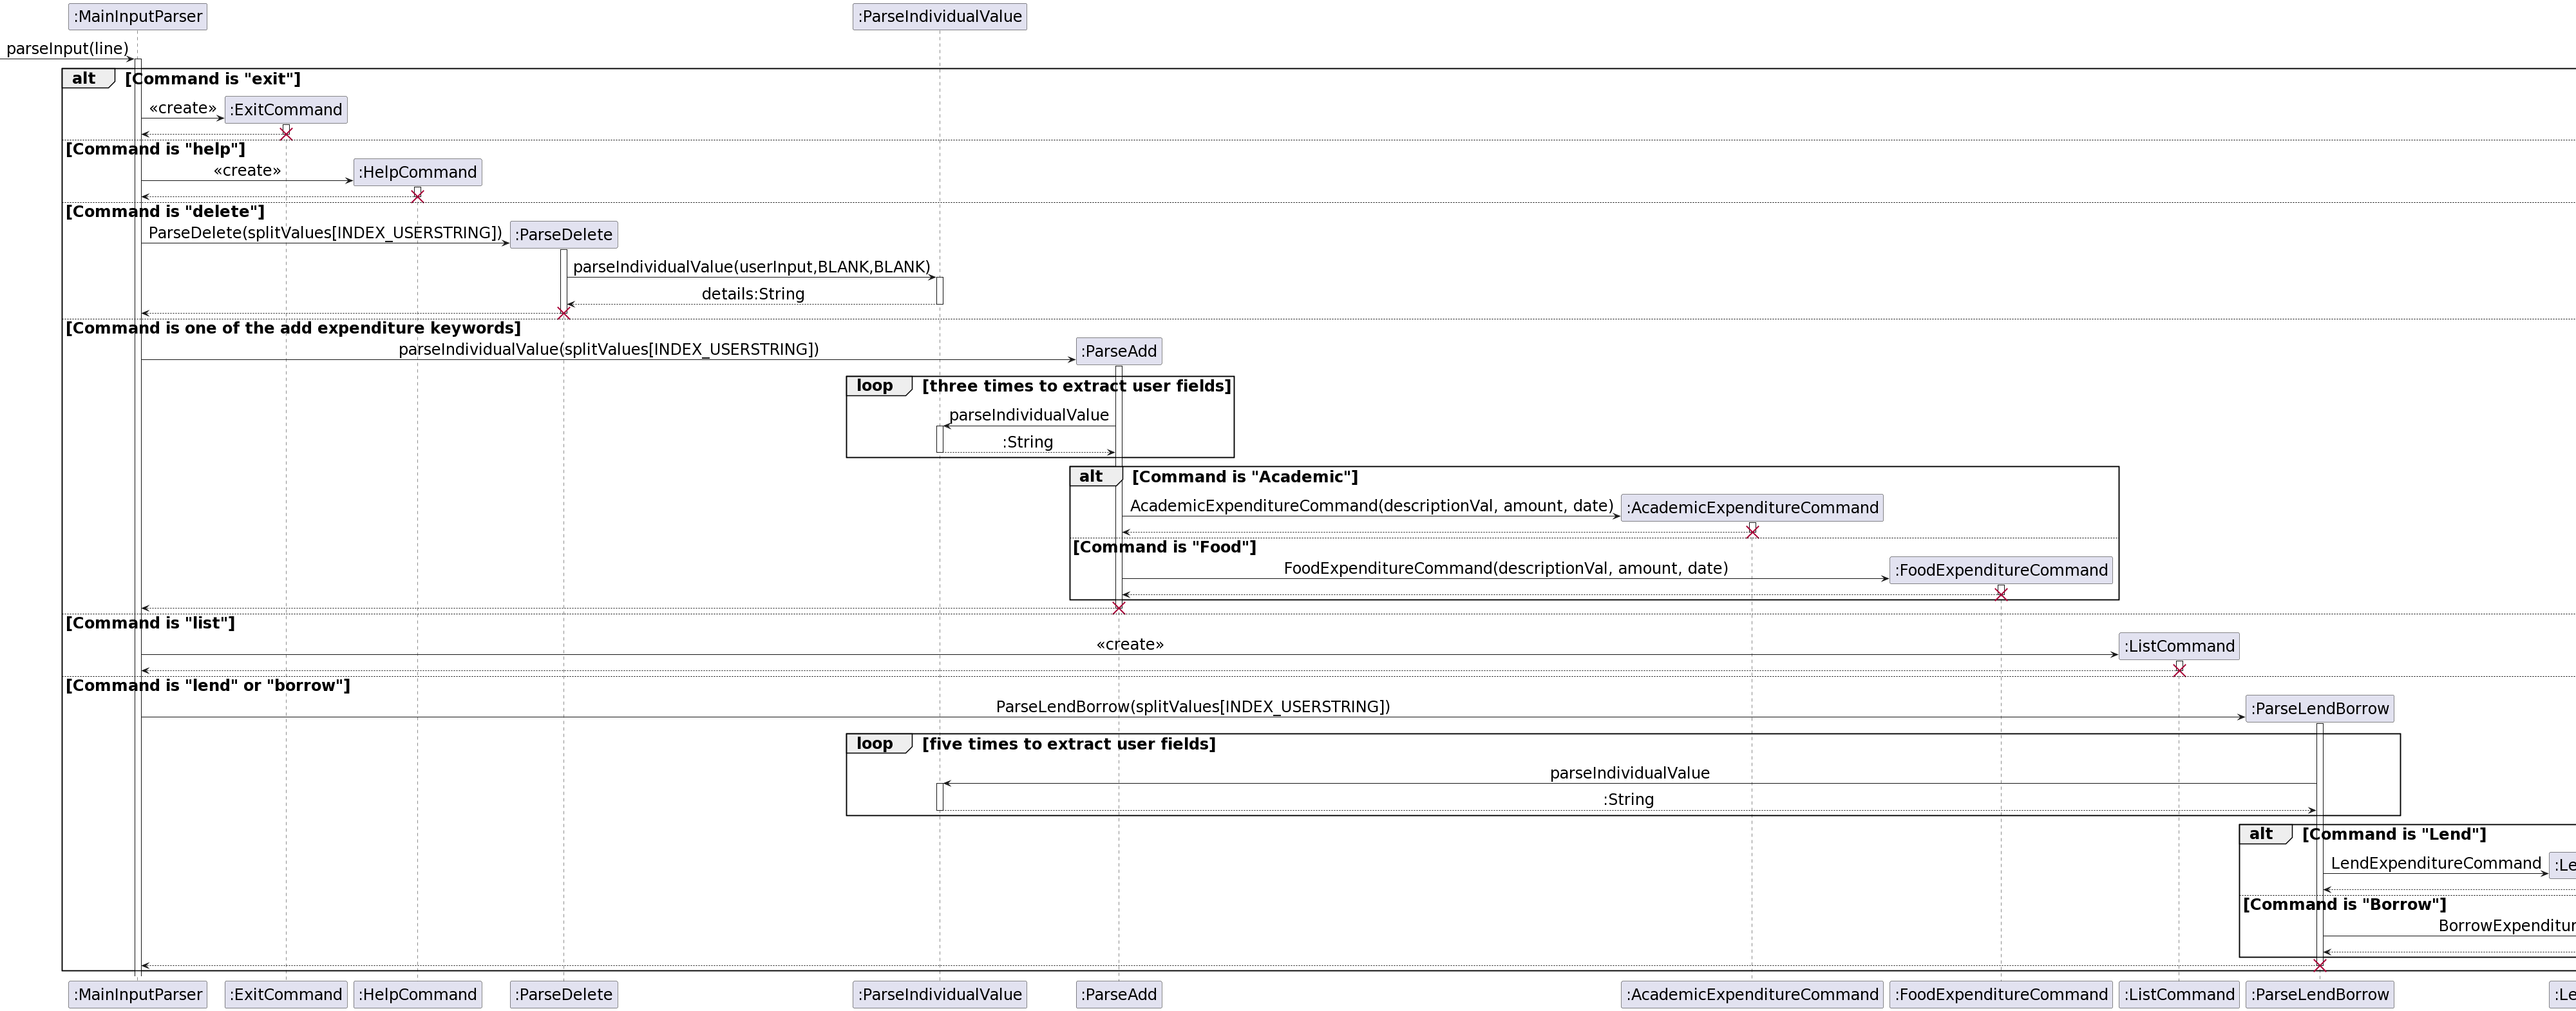 :MainInputParser
:ParseIndividualValue
parseInput(line)
alt [Command is "exit"]
«create»
:ExitCommand
[Command is "help"]
«create»
:HelpCommand
[Command is "delete"]
ParseDelete(splitValues[INDEX_USERSTRING])
:ParseDelete
parseIndividualValue(userInput,BLANK,BLANK)
details:String
[Command is one of the add expenditure keywords]
parseIndividualValue(splitValues[INDEX_USERSTRING])
:ParseAdd
loop [three times to extract user fields]
parseIndividualValue
:String
alt [Command is "Academic"]
AcademicExpenditureCommand(descriptionVal, amount, date)
:AcademicExpenditureCommand
[Command is "Food"]
FoodExpenditureCommand(descriptionVal, amount, date)
:FoodExpenditureCommand
[Command is "list"]
«create»
:ListCommand
[Command is "lend" or "borrow"]
ParseLendBorrow(splitValues[INDEX_USERSTRING])
:ParseLendBorrow
loop [five times to extract user fields]
parseIndividualValue
:String
alt [Command is "Lend"]
LendExpenditureCommand
:Le
[Command is "Borrow"]
BorrowExpenditur
:MainInputParser
:ExitCommand
:HelpCommand
:ParseDelete
:ParseIndividualValue
:ParseAdd
:AcademicExpenditureCommand
:FoodExpenditureCommand
:ListCommand
:ParseLendBorrow
:Le